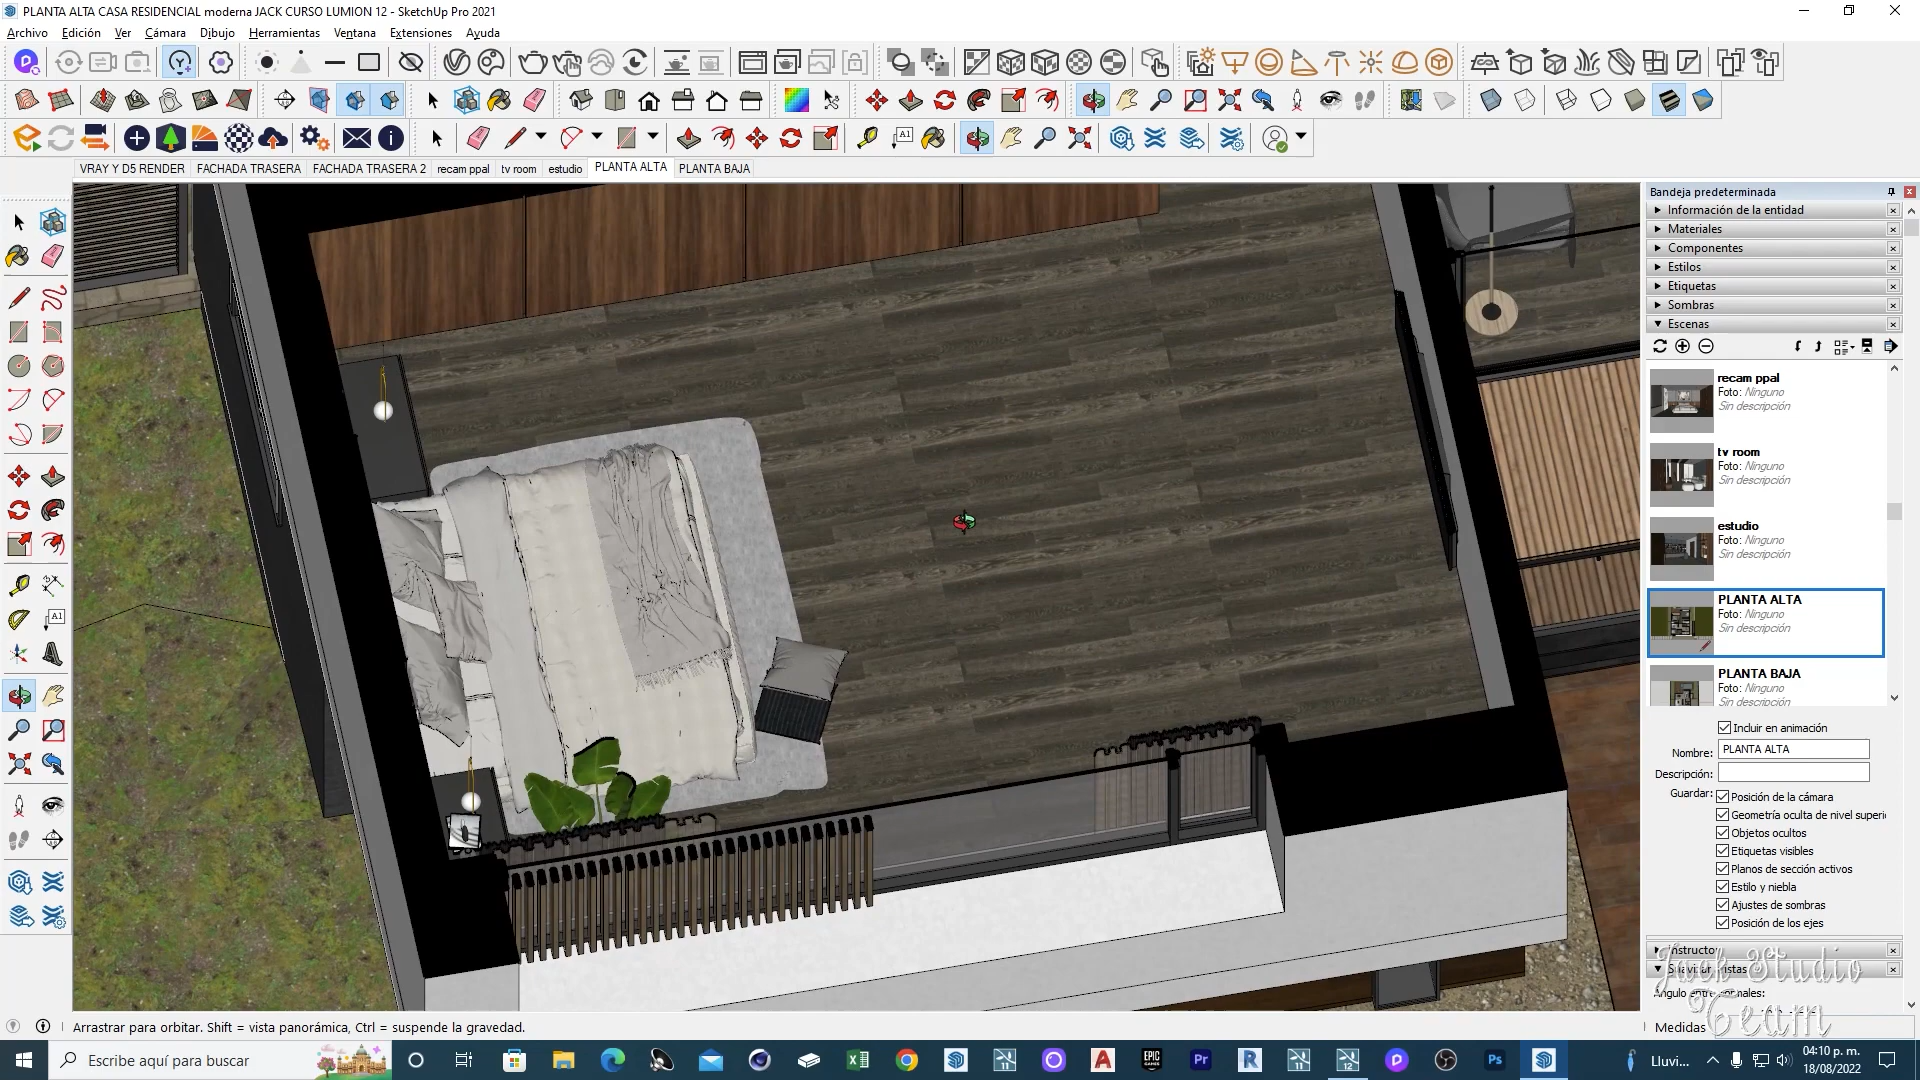 PLANTA ALTA CASA RESIDENCIAL moderna JACK CURSO LUMION 12 - SketchUp Pro 2021
Archivo Edición Ver Cámara Dibujo Herramientas Ventana Extensiones Ayuda
VRAY Y D5 RENDER FACHADA TRASERA FACHADA TRASERA 2 recam ppal tv room estudio PLANTA ALTA PLANTA BAJA
Bandeja predeterminada
Información de la entidad
Materiales
Componentes
Estilos
Etiquetas
Sombras
Escenas
recam ppal
Foto: Ninguno
Sin descripción
tv room
Foto: Ninguno
Sin descripción
estudio
Foto: Ninguno
Sin descripción
PLANTA ALTA
Foto: Ninguno
Sin descripción
PLANTA BAJA
Foto: Ninguno
Sin descripción
Incluir en animación
Nombre: PLANTA ALTA
Descripción:
Guardar: Posición de la cámara
Geometría oculta de nivel superi
Objetos ocultos
Etiquetas visibles
Planos de sección activos
Estilo y niebla
Ajustes de sombras
Posición de los ejes
Instructor
Jack Studio
Team
Arrastrar para orbitar. Shift = vista panorámica, Ctrl = suspende la gravedad.
Medidas
Escribe aquí para buscar
Lluvi...
04:10 p. m.
18/08/2022